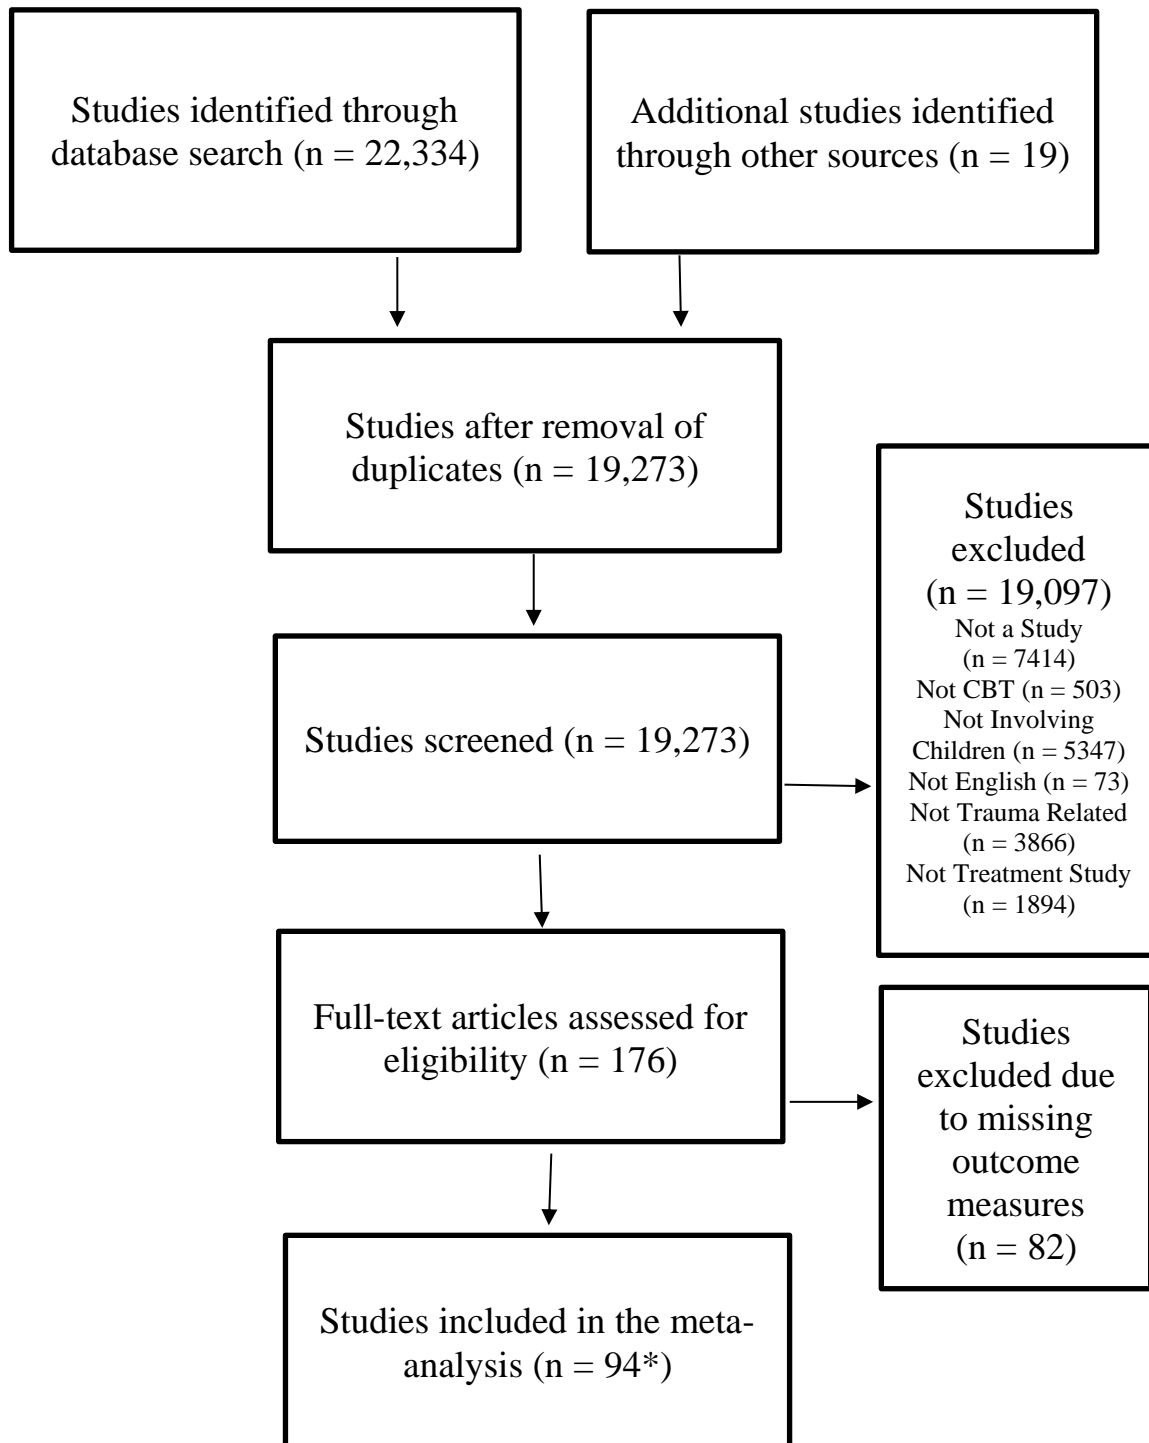 Studies identified through
database search (n = 22,334)
Additional studies identified
through other sources (n = 19)
Studies after removal of
duplicates (n = 19,273)
Studies screened (n = 19,273)
Studies
excluded
(n = 19,097)
Not a Study
(n = 7414)
Not CBT (n = 503)
Not Involving
Children (n = 5347)
Not English (n = 73)
Not Trauma Related
(n = 3866)
Not Treatment Study
(n = 1894)
Full-text articles assessed for
eligibility (n = 176)
Studies
excluded due
to missing
outcome
measures
(n = 82)
Studies included in the meta-
analysis (n = 94*)